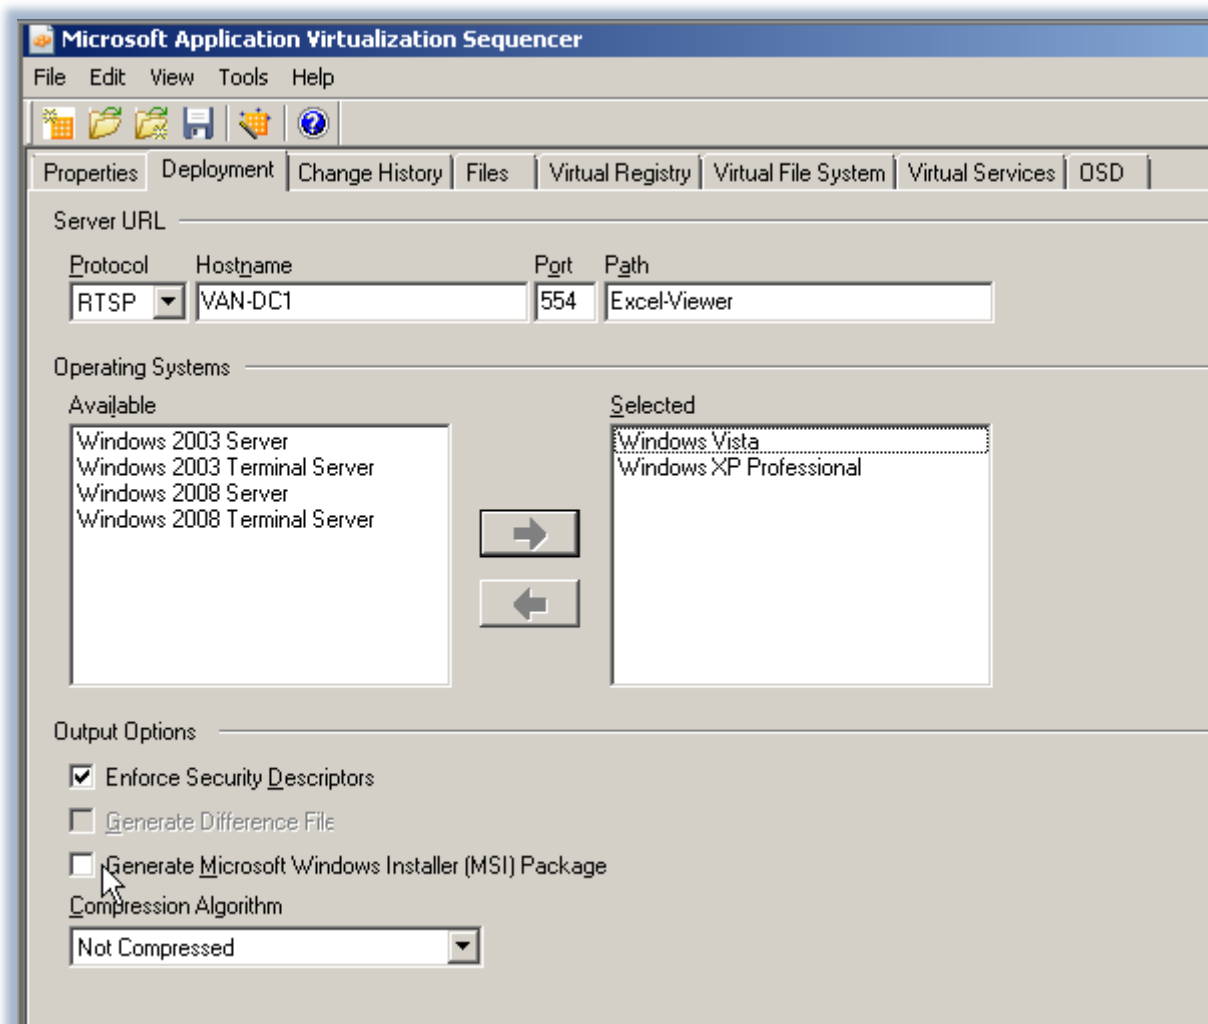 Microsoft Application Virtualization Sequencer
File Edit View Tools Help
Properties Deployment Change History Files Virtual Registry Virtual File System Virtual Services OSD
Server URL
Protocol Hostname Port Path
RTSP VAN-DC1 554 Excel-Viewer
Operating Systems
Available Selected
Windows 2003 Server Windows Vista
Windows 2003 Terminal Server Windows XP Professional
Windows 2008 Server
Windows 2008 Terminal Server
Output Options
Enforce Security Descriptors
Generate Difference File
Generate Microsoft Windows Installer (MSI) Package
Compression Algorithm
Not Compressed